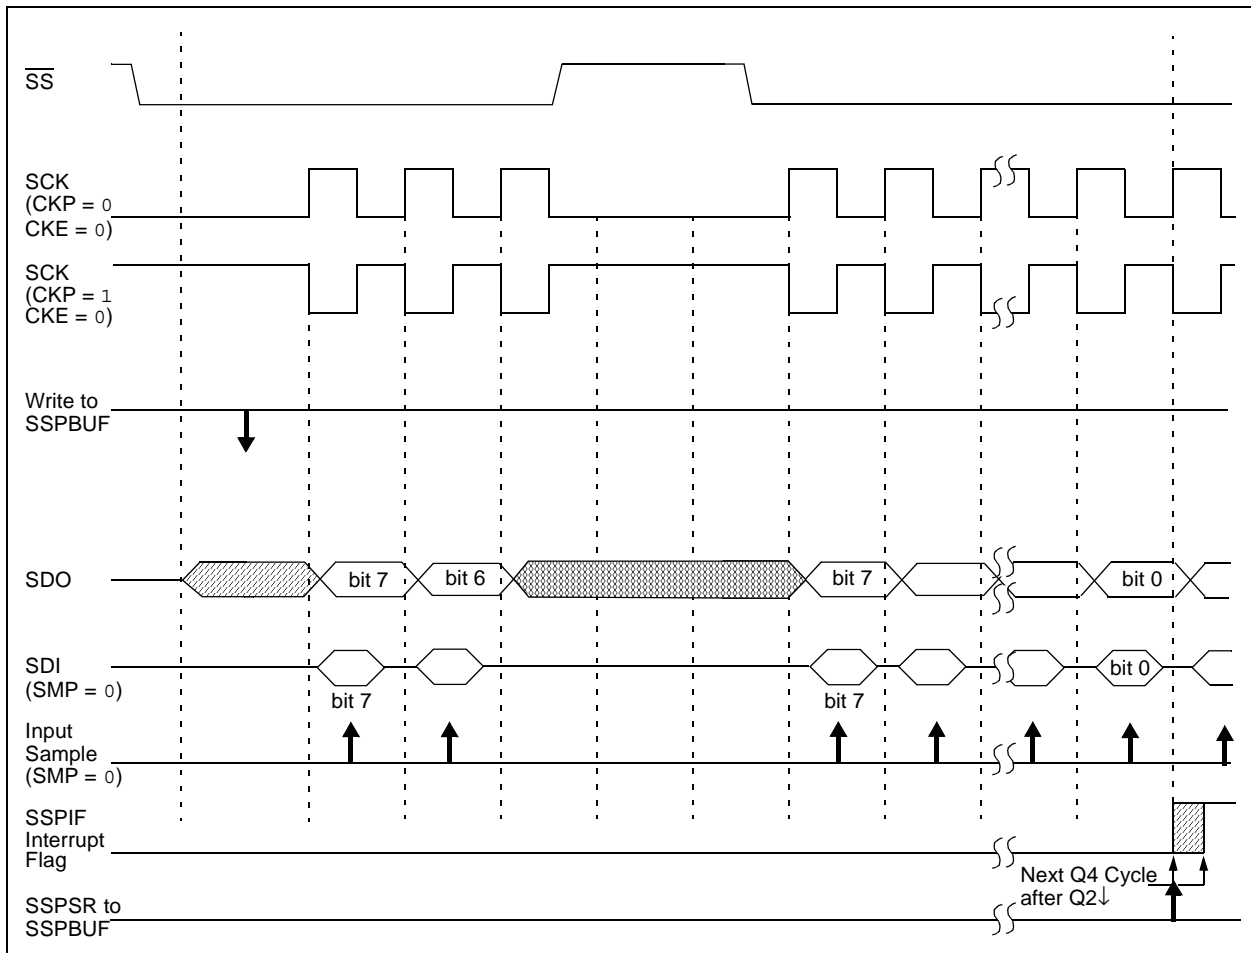 SS
SCK
(CKP = 0
CKE = 0)
SCK
(CKP = 1
CKE = 0)
Write to
SSPBUF
SDO
bit 7
bit 6
bit 7
bit 0
SDI
(SMP = 0)
bit 7
bit 7
bit 0
Input
Sample
(SMP = 0)
SSPIF
Interrupt
Flag
Next Q4 Cycle
after Q2↓
SSPSR to
SSPBUF